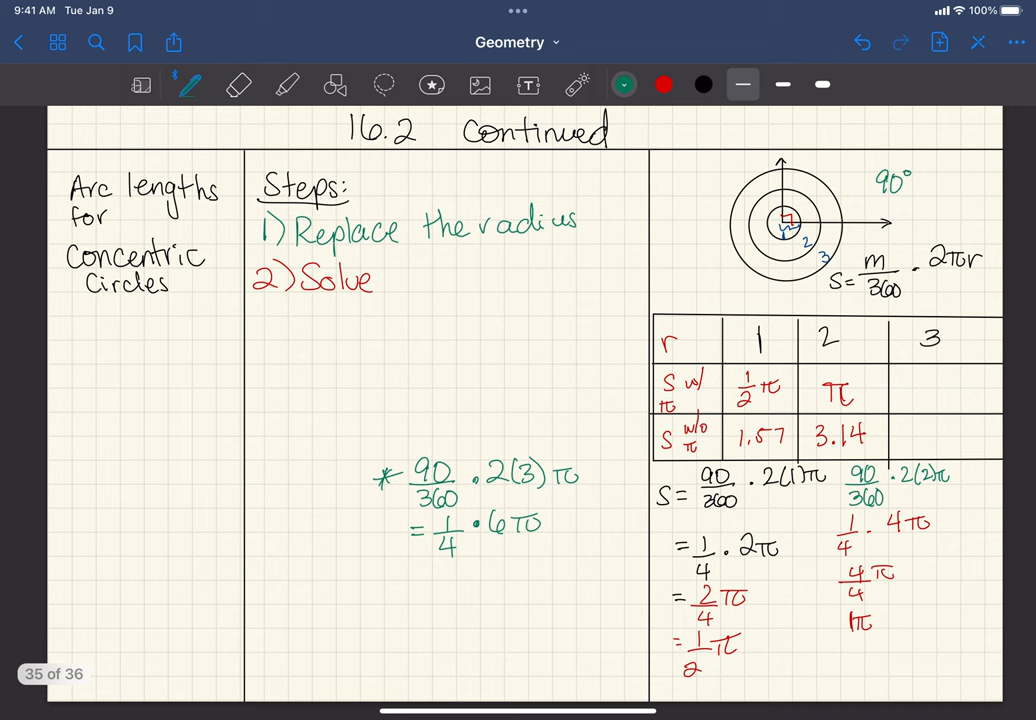 9:41 AM Tue Jan 9
100%
Geometry
T
16.2 Continued
Arc lengths
for
Concentric
Circles
Steps:
1) Replace the radius
2) Solve
* 90/360 · 2(3)π
= 1/4 · 6π
90°
1
2
3
S = m/360 · 2πr
r 1 2 3
S w/ π 1/2 π π
S w/o π 1.57 3.14
S = 90/360 · 2(1)π
= 1/4 · 2π
= 2/4 π
= 1/2 π
90/360 · 2(2)π
1/4 · 4π
4/4 π
1π
35 of 36